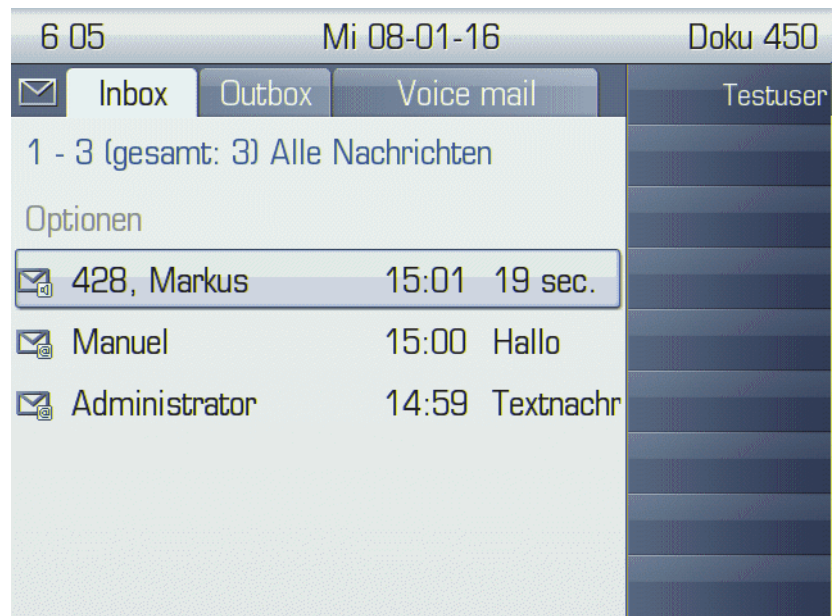 6 05 Mi 08-01-16 Doku 450
Inbox Outbox Voice mail Testuser
1 - 3 (gesamt: 3) Alle Nachrichten
Optionen
428, Markus 15:01 19 sec.
Manuel 15:00 Hallo
Administrator 14:59 Textnachr